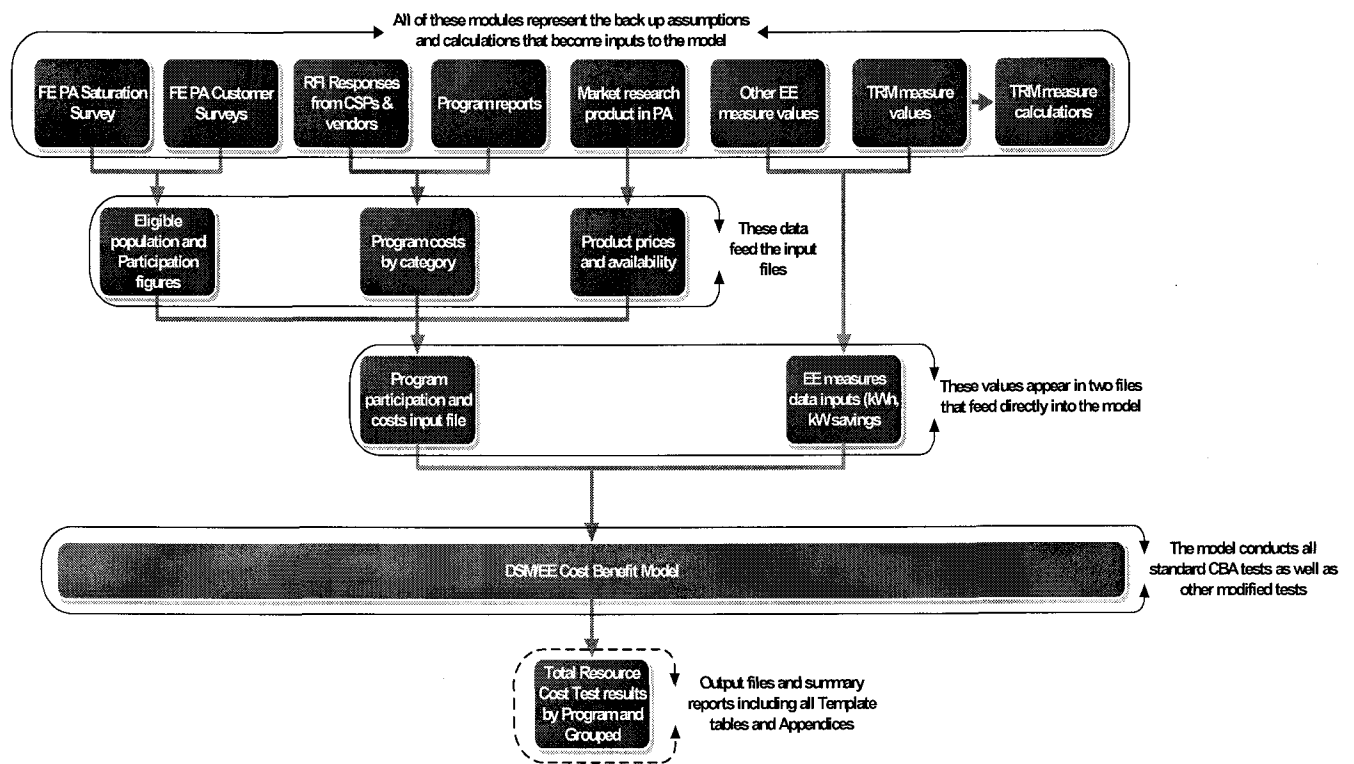 All of these modules represent the back up assumptions
and calculations that become inputs to the model
FE PA Saturation
Survey
FE PA Customer
Surveys
RFI Responses
from CSPs &
vendors
Program reports
Market research
product in PA
Other EE
measure values
TRM measure
values
TRM measure
calculations
Eligible
population and
Participation
figures
Program costs
by category
Product prices
and availability
These data
feed the input
files
Program
participation and
costs input file
EE measures
data inputs (kWh,
kW savings
These values appear in two files
that feed directly into the model
DSM/EE Cost Benefit Model
The model conducts all
standard CBA tests as well as
other modified tests
Total Resource
Cost Test results
by Program and
Grouped
Output files and summary
reports including all Template
tables and Appendices